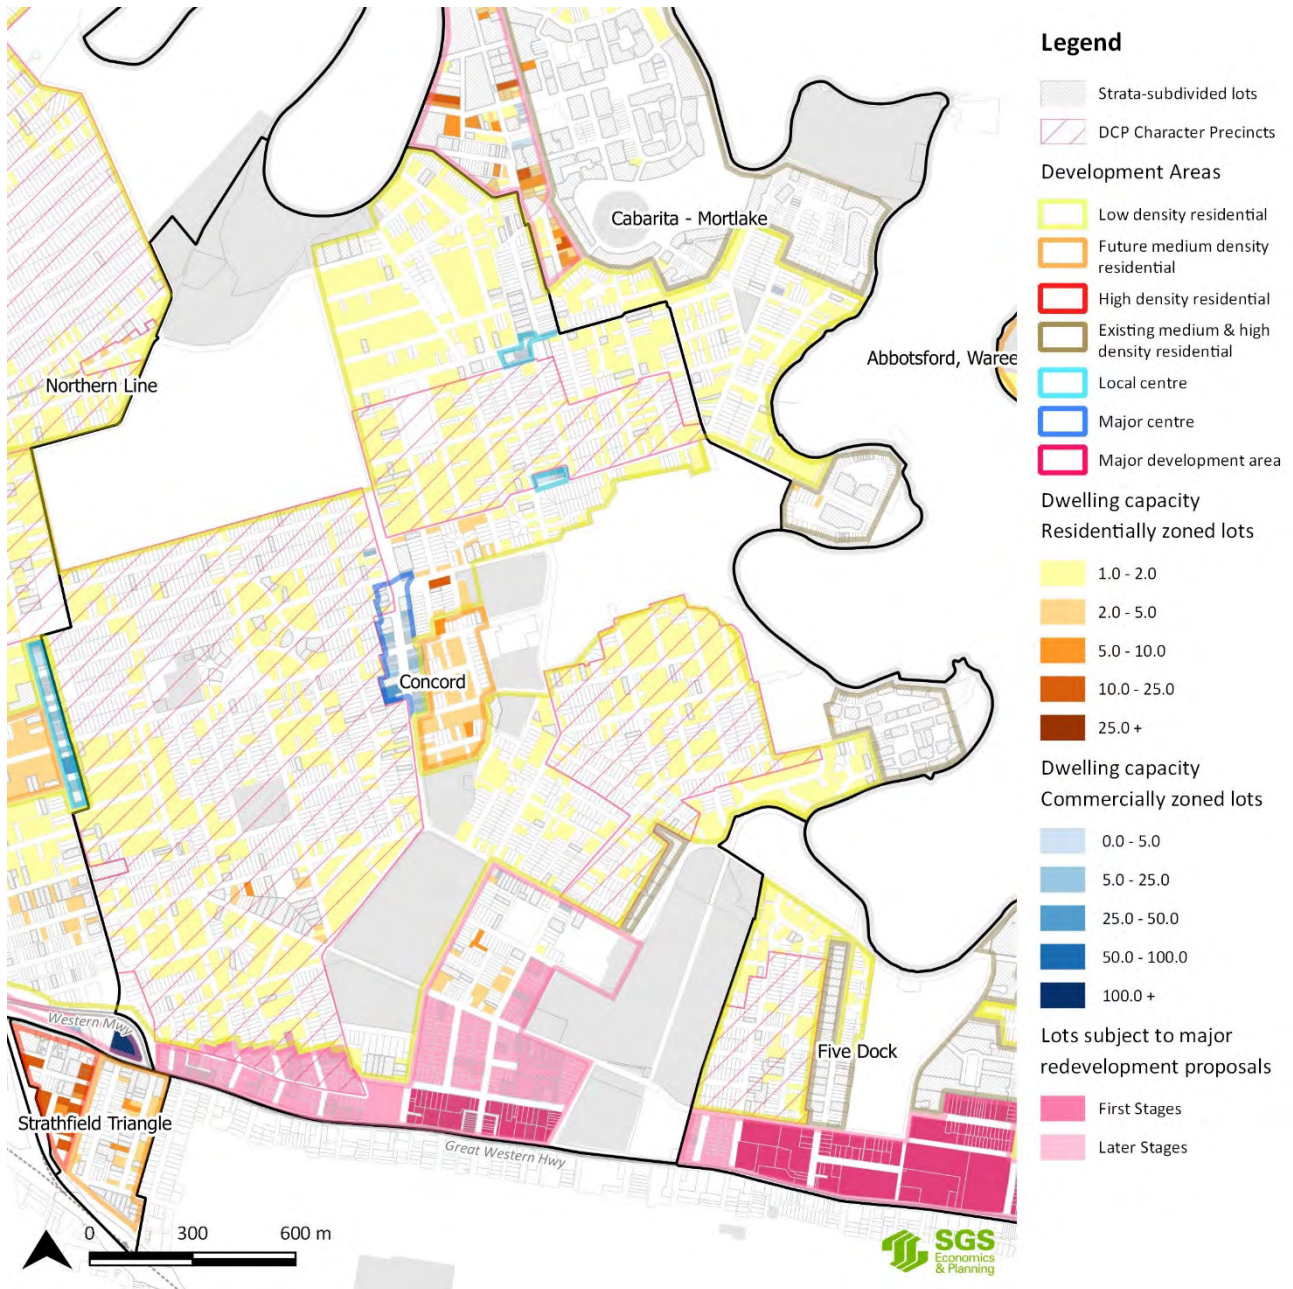 Cabarita - Mortlake
Northern Line
Abbotsford, Waree
Concord
Five Dock
Western Mwy
Strathfield Triangle
Great Western Hwy
0 300 600 m
SGS
Economics
& Planning
Legend
Strata-subdivided lots
DCP Character Precincts
Development Areas
Low density residential
Future medium density
residential
High density residential
Existing medium & high
density residential
Local centre
Major centre
Major development area
Dwelling capacity
Residentially zoned lots
1.0 - 2.0
2.0 - 5.0
5.0 - 10.0
10.0 - 25.0
25.0 +
Dwelling capacity
Commercially zoned lots
0.0 - 5.0
5.0 - 25.0
25.0 - 50.0
50.0 - 100.0
100.0 +
Lots subject to major
redevelopment proposals
First Stages
Later Stages